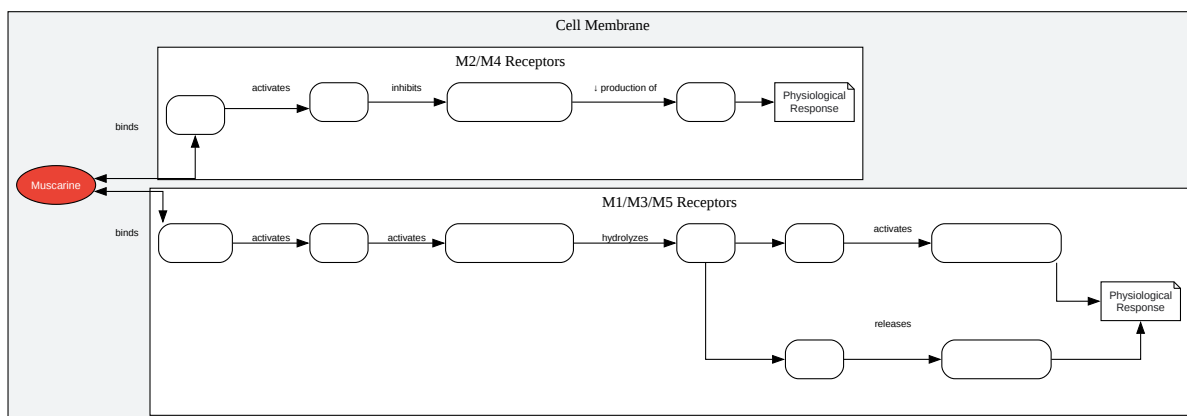 Cell Membrane
M2/M4 Receptors
activates
inhibits
↓ production of
Physiological
Response
binds
Muscarine
M1/M3/M5 Receptors
binds
activates
activates
hydrolyzes
activates
Physiological
Response
releases